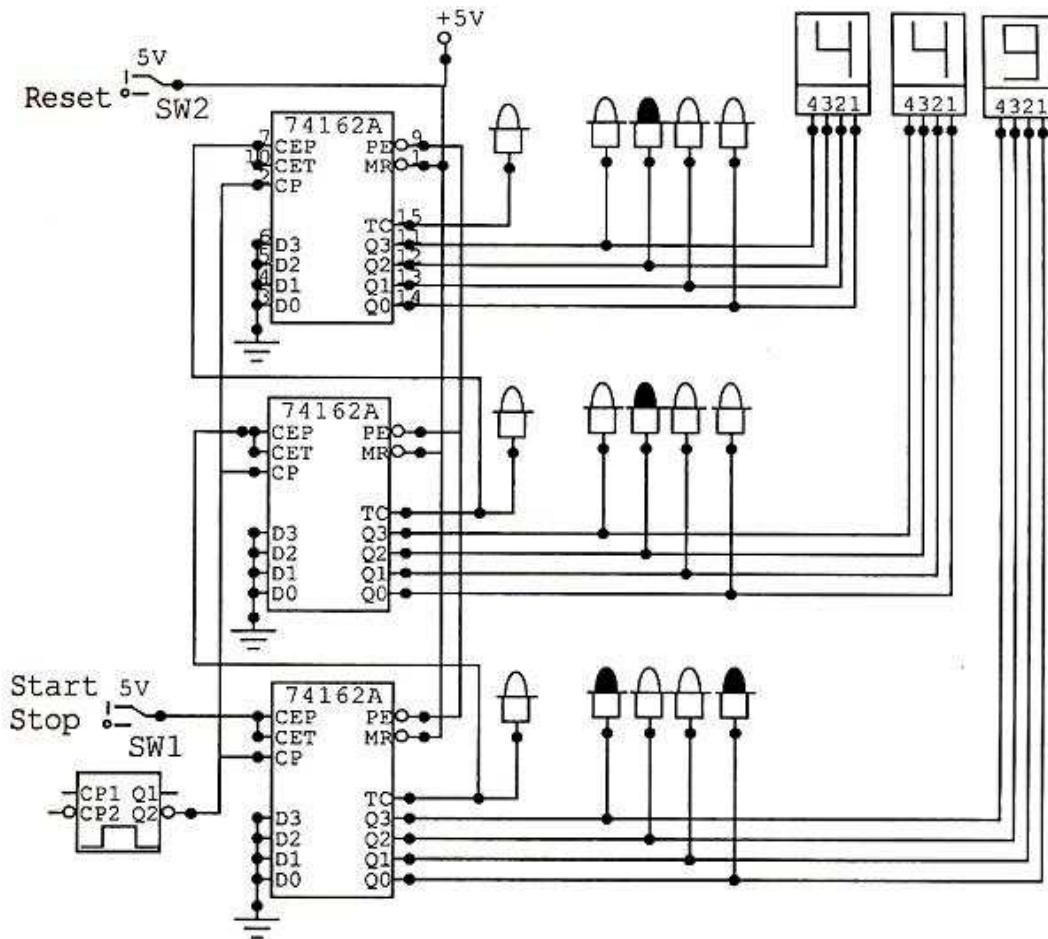 +5V
5V
Reset
SW2
4 4 9
4321 4321 4321
74162A
7 CEP PE 9
10 CET MR 1
2 CP
TC 15
6 D3 Q3 11
5 D2 Q2 12
4 D1 Q1 13
3 D0 Q0 14
74162A
CEP PE
CET MR
CP
TC
D3 Q3
D2 Q2
D1 Q1
D0 Q0
Start 5V
Stop
SW1
74162A
CEP PE
CET MR
CP
TC
D3 Q3
D2 Q2
D1 Q1
D0 Q0
CP1 Q1
CP2 Q2